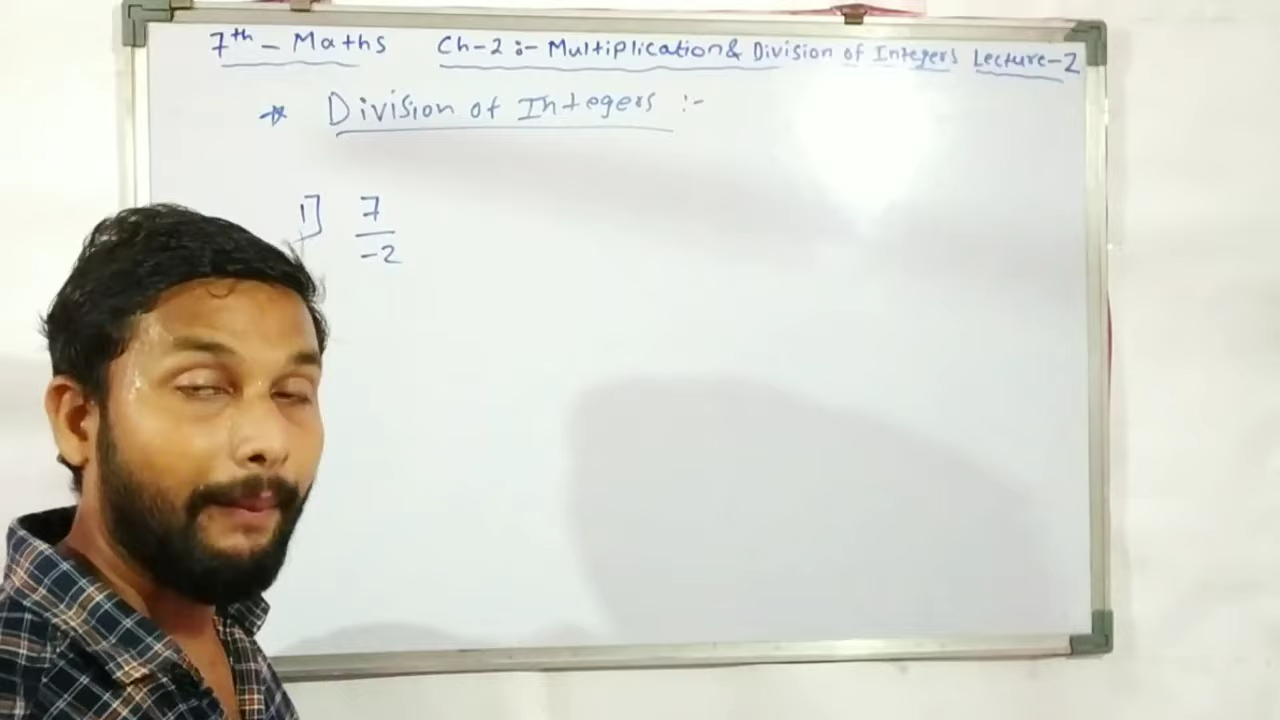 7th - Maths Ch-2 :- Multiplication & Division of Integers Lecture-2
* Division of Integers :-
1] 7
-2